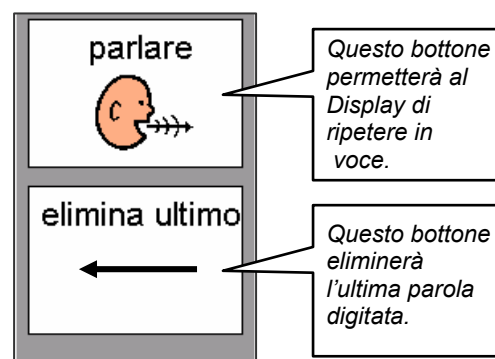 parlare
Questo bottone
permetterà al
Display di
ripetere in
voce.
elimina ultimo
Questo bottone
eliminerà
l'ultima parola
digitata.